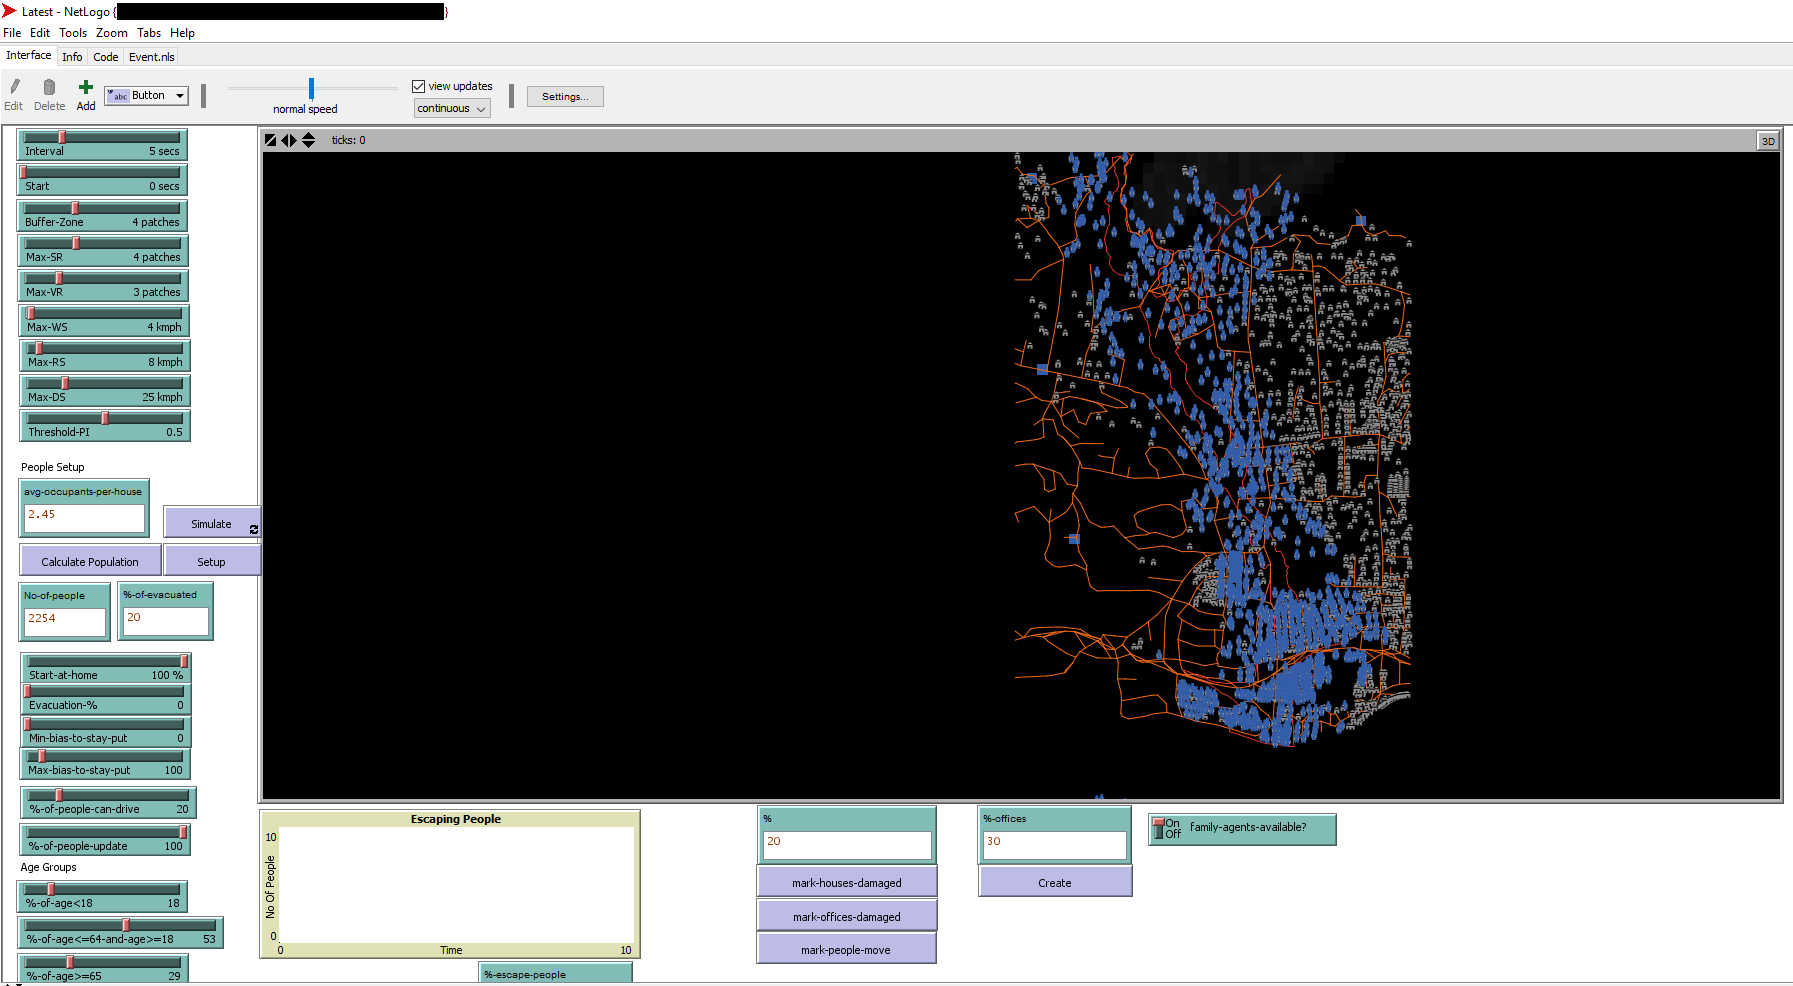 Latest - NetLogo {
}
File Edit Tools Zoom Tabs Help
Interface Info Code Event.nls
Edit Delete Add abc Button
normal speed
view updates
continuous
Settings...
ticks: 0
3D
Interval 5 secs
Start 0 secs
Buffer-Zone 4 patches
Max-SR 4 patches
Max-VR 3 patches
Max-WS 4 kmph
Max-RS 8 kmph
Max-DS 25 kmph
Threshold-PI 0.5
People Setup
avg-occupants-per-house
2.45
Simulate
Calculate Population
Setup
No-of-people
2254
%-of-evacuated
20
Start-at-home 100 %
Evacuation-% 0
Min-bias-to-stay-put 0
Max-bias-to-stay-put 100
%-of-people-can-drive 20
%-of-people-update 100
Age Groups
%-of-age<18 18
%-of-age<=64-and-age>=18 53
%-of-age>=65 29
Escaping People
10
No Of People
0
0 Time 10
%-escape-people
%
20
mark-houses-damaged
mark-offices-damaged
mark-people-move
%-offices
30
Create
On
Off
family-agents-available?